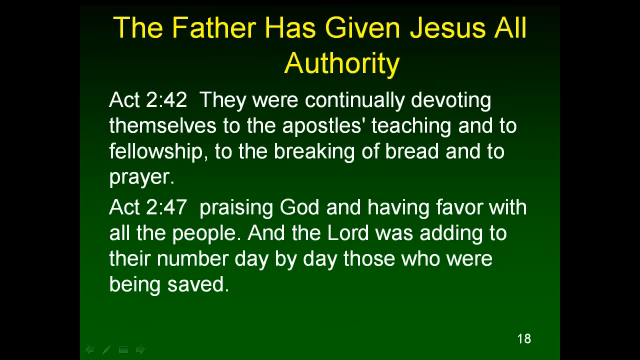 The Father Has Given Jesus All
Authority
Act 2:42  They were continually devoting
themselves to the apostles' teaching and to
fellowship, to the breaking of bread and to
prayer.
Act 2:47  praising God and having favor with
all the people. And the Lord was adding to
their number day by day those who were
being saved.
18